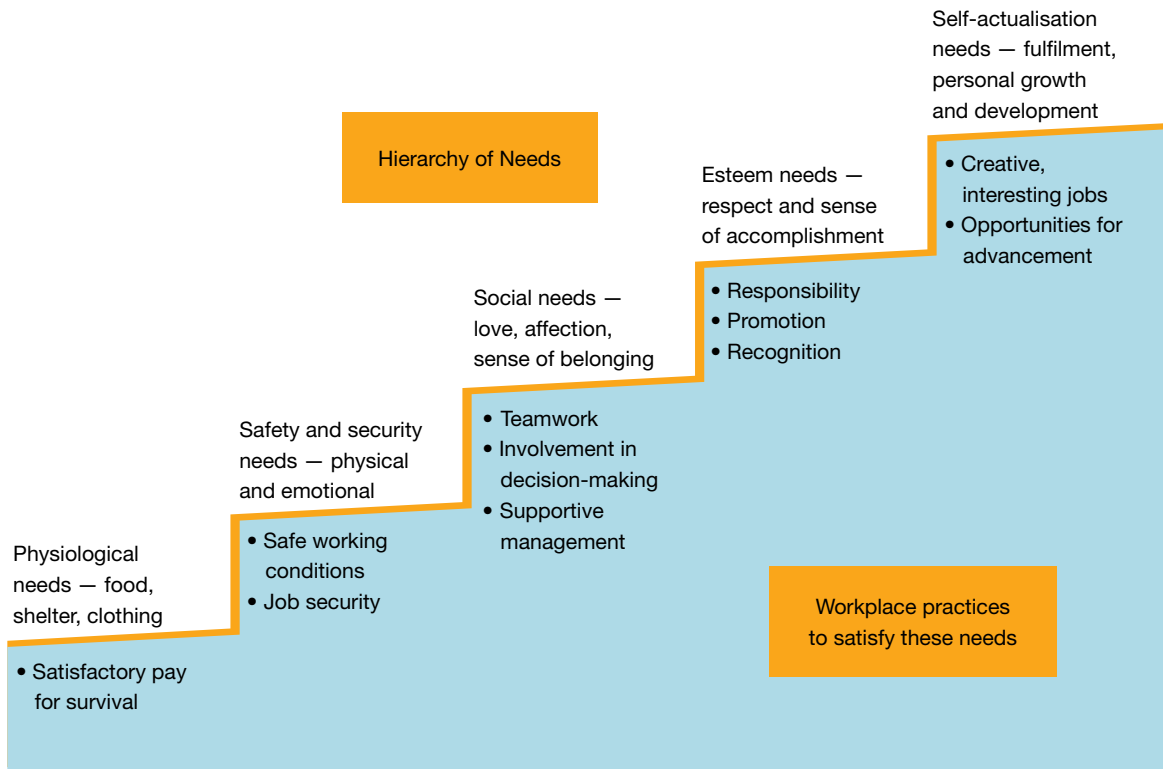 Self-actualisation
needs — fulfilment,
personal growth
and development
Hierarchy of Needs
• Creative,
interesting jobs
• Opportunities for
advancement
Esteem needs —
respect and sense
of accomplishment
• Responsibility
• Promotion
• Recognition
Social needs —
love, affection,
sense of belonging
• Teamwork
• Involvement in
decision-making
• Supportive
management
Safety and security
needs — physical
and emotional
• Safe working
conditions
• Job security
Physiological
needs — food,
shelter, clothing
• Satisfactory pay
for survival
Workplace practices
to satisfy these needs